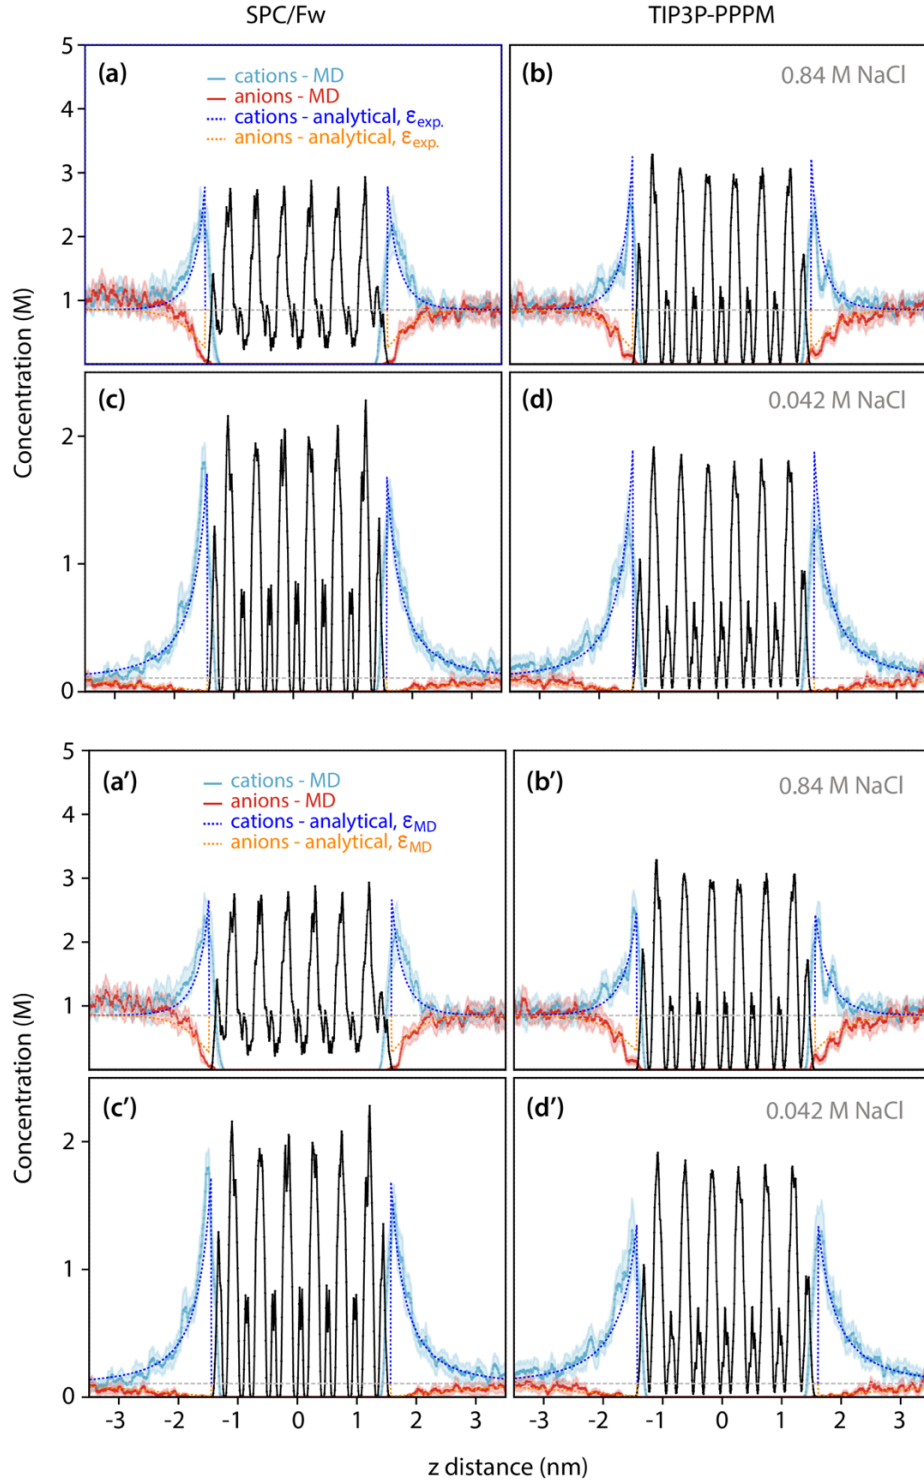 SPC/Fw TIP3P-PPPM
5 (a) (b) 0.84 M NaCl
cations - MD
anions - MD
cations - analytical, εexp.
anions - analytical, εexp.
4
3
2
1
(c) (d) 0.042 M NaCl
2
1
0
Concentration (M)
5 (a') (b') 0.84 M NaCl
cations - MD
anions - MD
cations - analytical, εMD
anions - analytical, εMD
4
3
2
1
(c') (d') 0.042 M NaCl
2
1
0
Concentration (M)
-3 -2 -1 0 1 2 3 -3 -2 -1 0 1 2 3
z distance (nm)